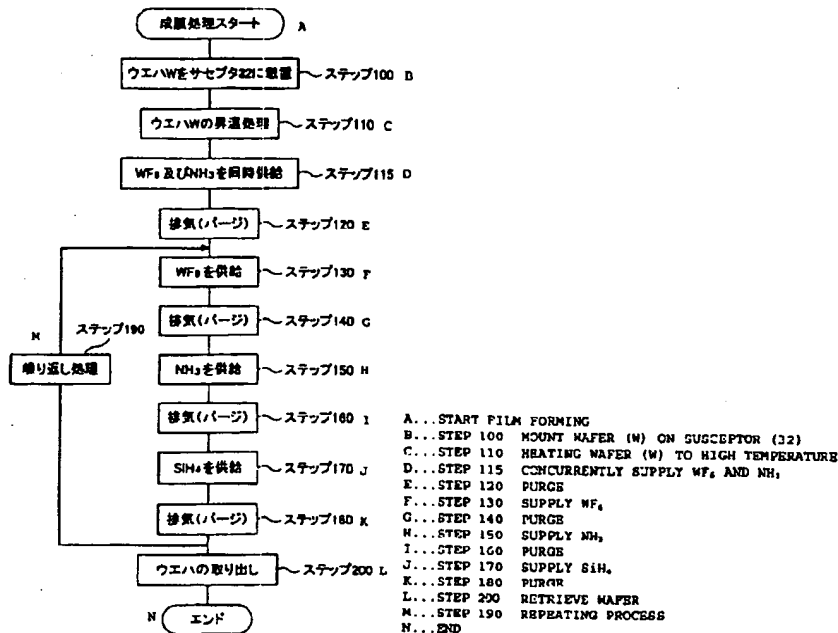 成膜処理スタート A
ウエハWをサセプタ32に載置 ステップ100 B
ウエハWの昇温処理 ステップ110 C
WF₆ 及びNH₃を同時供給 ステップ115 D
排気(パージ) ステップ120 E
WF₆を供給 ステップ130 F
排気(パージ) ステップ140 G
M ステップ190
繰り返し処理
NH₃を供給 ステップ150 H
排気(パージ) ステップ160 I
SiH₄を供給 ステップ170 J
排気(パージ) ステップ180 K
ウエハの取り出し ステップ200 L
N エンド
A...START FILM FORMING
B...STEP 100 MOUNT WAFER (W) ON SUSCEPTOR (32)
C...STEP 110 HEATING WAFER (W) TO HIGH TEMPERATURE
D...STEP 115 CONCURRENTLY SUPPLY WF₆ AND NH₃
E...STEP 120 PURGE
F...STEP 130 SUPPLY WF₆
G...STEP 140 PURGE
H...STEP 150 SUPPLY NH₃
I...STEP 160 PURGE
J...STEP 170 SUPPLY SiH₄
K...STEP 180 PURGE
L...STEP 200 RETRIEVE WAFER
M...STEP 190 REPEATING PROCESS
N...END